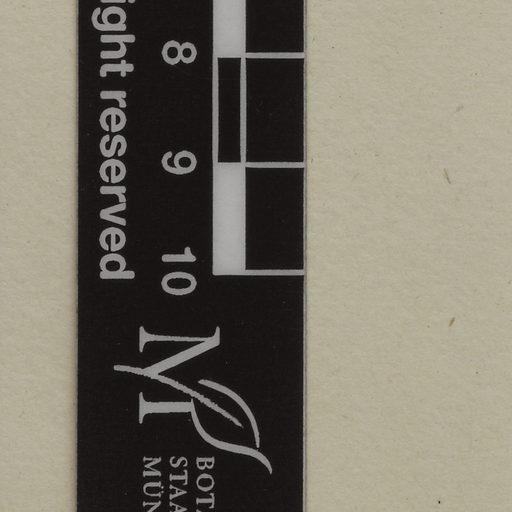 ight reserved
8
9
10
M
BOTA
STAA
MÜN